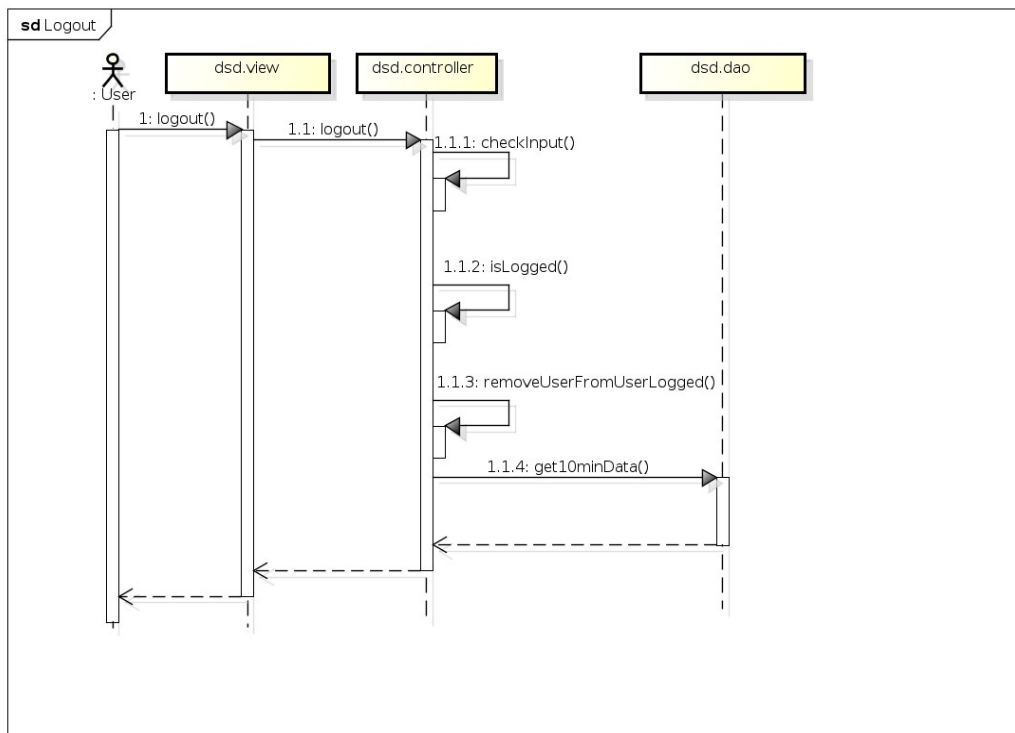 sd Logout
: User
dsd.view
dsd.controller
dsd.dao
1: logout()
1.1: logout()
1.1.1: checkInput()
1.1.2: isLogged()
1.1.3: removeUserFromUserLogged()
1.1.4: get10minData()